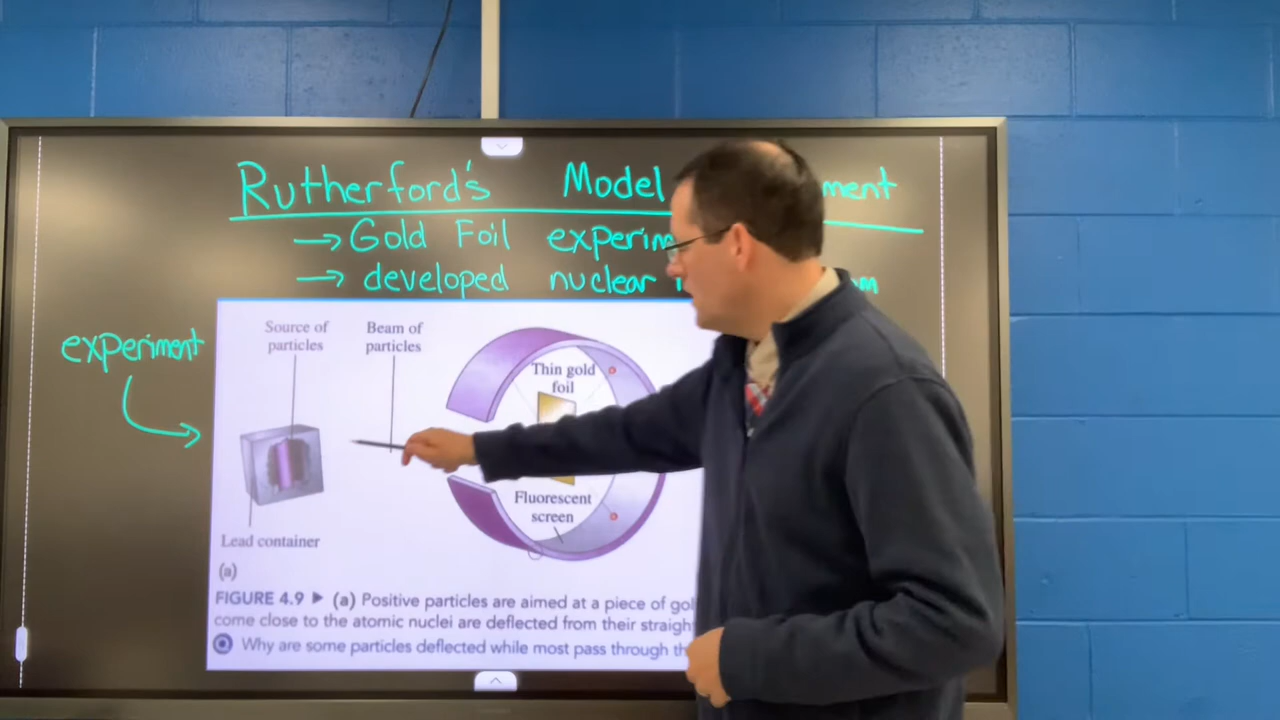 Rutherford's Model ment
→ Gold Foil experim
→ developed nuclear m
experiment
Source of
particles
Beam of
particles
Thin gold
foil
Fluorescent
screen
Lead container
(a)
FIGURE 4.9 ▶ (a) Positive particles are aimed at a piece of gol
come close to the atomic nuclei are deflected from their straigh
Why are some particles deflected while most pass through th